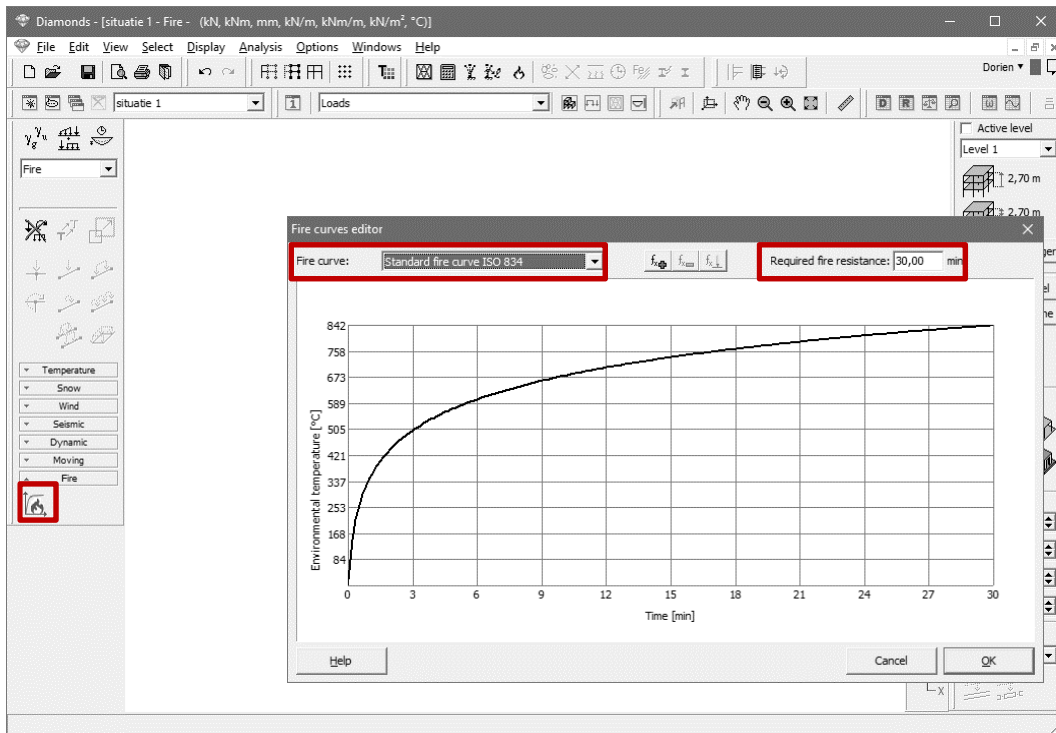 Diamonds - [situatie 1 - Fire - (kN, kNm, mm, kN/m, kNm/m, kN/m², °C)]
File Edit View Select Display Analysis Options Windows Help
Dorien
situatie 1
1
Loads
D R
ω
Active level
Level 1
Fire
2,70 m
2,70 m
Temperature
Snow
Wind
Seismic
Dynamic
Moving
Fire
Fire curves editor
Fire curve: Standard fire curve ISO 834
Required fire resistance: 30,00 min
842
758
673
589
505
421
337
253
168
84
Environmental temperature [°C]
0 3 6 9 12 15 18 21 24 27 30
Time [min]
Help
Cancel
OK
x